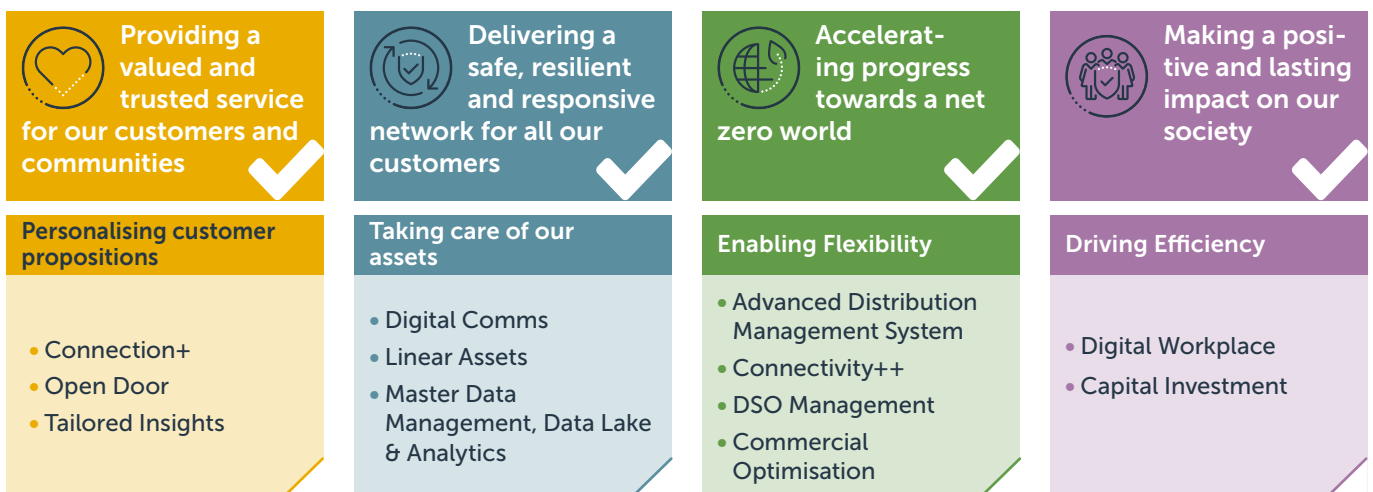 Providing a
valued and
trusted service
for our customers and
communities
Delivering a
safe, resilient
and responsive
network for all our
customers
Accelerat-
ing progress
towards a net
zero world
Making a posi-
tive and lasting
impact on our
society
Personalising customer
propositions
• Connection+
• Open Door
• Tailored Insights
Taking care of our
assets
• Digital Comms
• Linear Assets
• Master Data
Management, Data Lake
& Analytics
Enabling Flexibility
• Advanced Distribution
Management System
• Connectivity++
• DSO Management
• Commercial
Optimisation
Driving Efficiency
• Digital Workplace
• Capital Investment